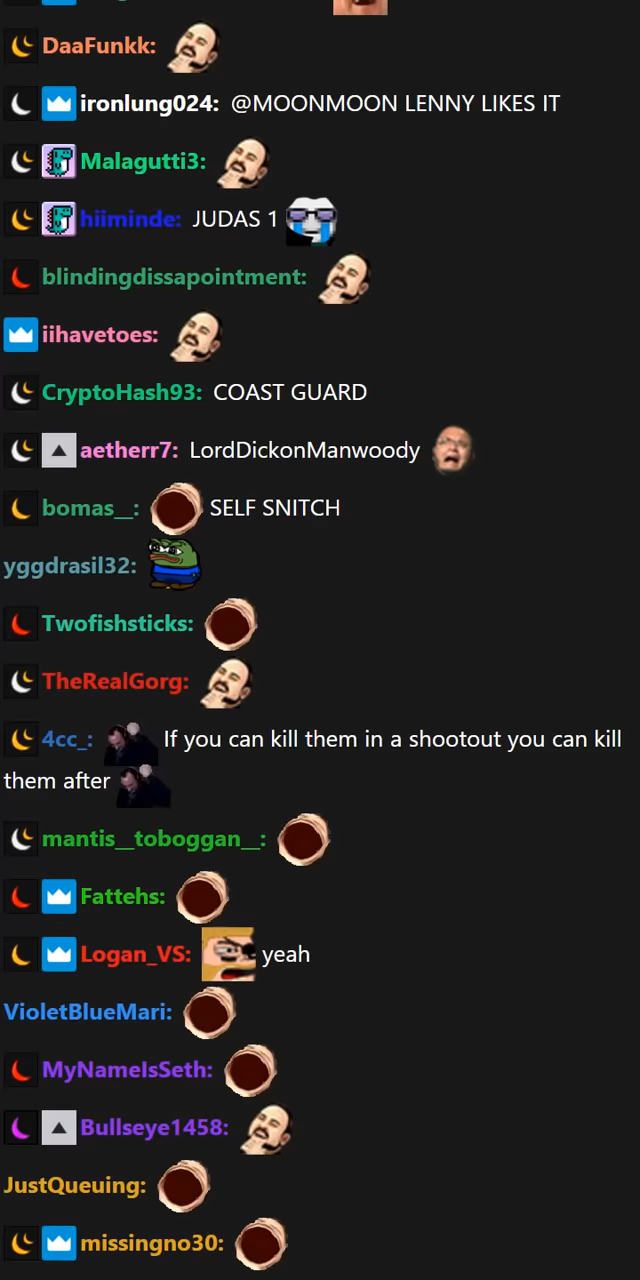 DaaFunkk:
ironlung024: @MOONMOON LENNY LIKES IT
Malagutti3:
hiiminde: JUDAS 1
blindingdissapointment:
iihavetoes:
CryptoHash93: COAST GUARD
aetherr7: LordDickonManwoody
bomas__: SELF SNITCH
yggdrasil32:
Twofishsticks:
TheRealGorg:
4cc_: If you can kill them in a shootout you can kill
them after
mantis__toboggan__:
Fattehs:
Logan_VS: yeah
VioletBlueMari:
MyNameIsSeth:
Bullseye1458:
JustQueuing:
missingno30: